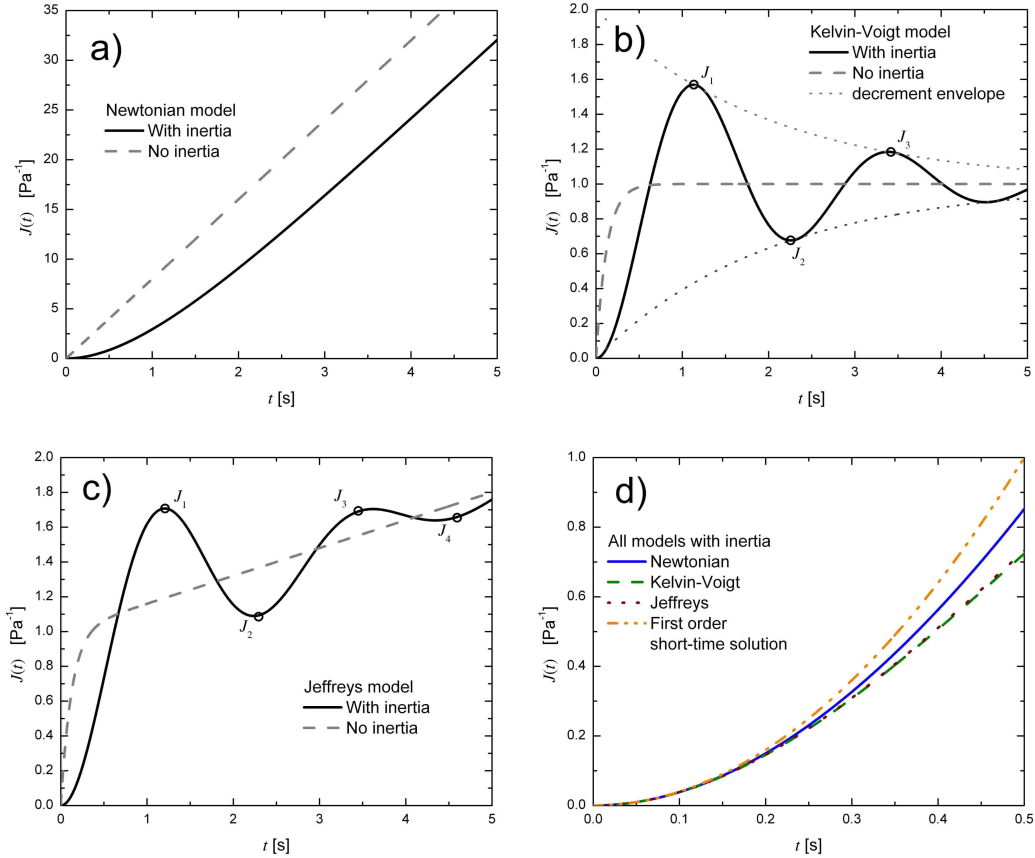 a)
Newtonian model
With inertia
No inertia
J(t) [Pa⁻¹]
35
30
25
20
15
10
5
0
0 1 2 3 4 5
t [s]
b)
Kelvin-Voigt model
With inertia
No inertia
decrement envelope
J₁
J₂
J₃
J(t) [Pa⁻¹]
2.0
1.8
1.6
1.4
1.2
1.0
0.8
0.6
0.4
0.2
0.0
0 1 2 3 4 5
t [s]
c)
J₁
J₂
J₃
J₄
Jeffreys model
With inertia
No inertia
J(t) [Pa⁻¹]
2.0
1.8
1.6
1.4
1.2
1.0
0.8
0.6
0.4
0.2
0.0
0 1 2 3 4 5
t [s]
d)
All models with inertia
Newtonian
Kelvin-Voigt
Jeffreys
First order
short-time solution
J(t) [Pa⁻¹]
1.0
0.8
0.6
0.4
0.2
0.0
0.0 0.1 0.2 0.3 0.4 0.5
t [s]